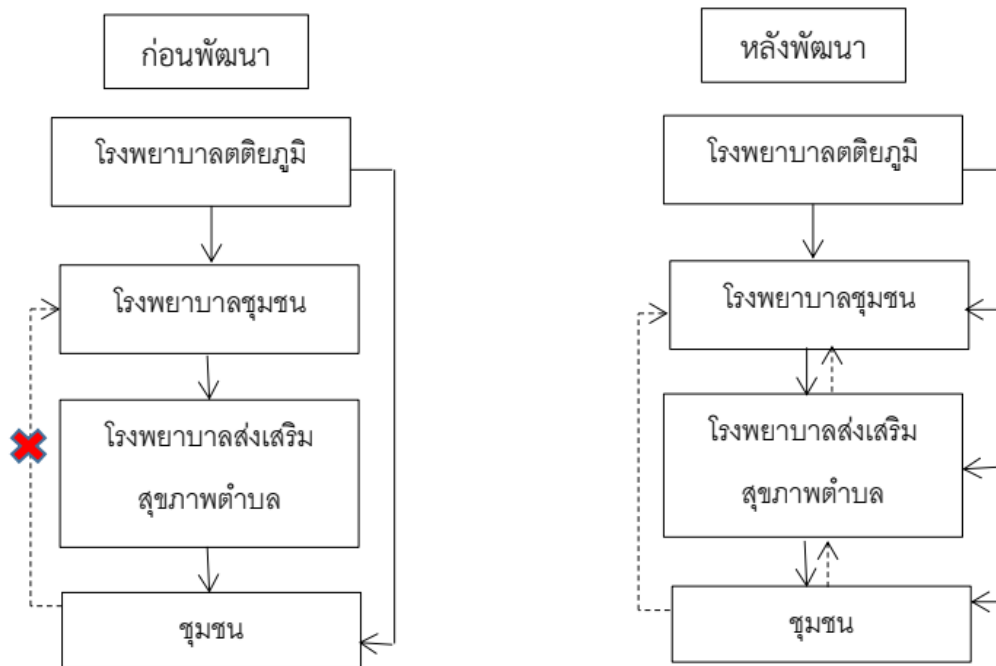 ก่อนพัฒนา
โรงพยาบาลตติยภูมิ
โรงพยาบาลชุมชน
โรงพยาบาลส่งเสริม
สุขภาพตำบล
ชุมชน
หลังพัฒนา
โรงพยาบาลตติยภูมิ
โรงพยาบาลชุมชน
โรงพยาบาลส่งเสริม
สุขภาพตำบล
ชุมชน